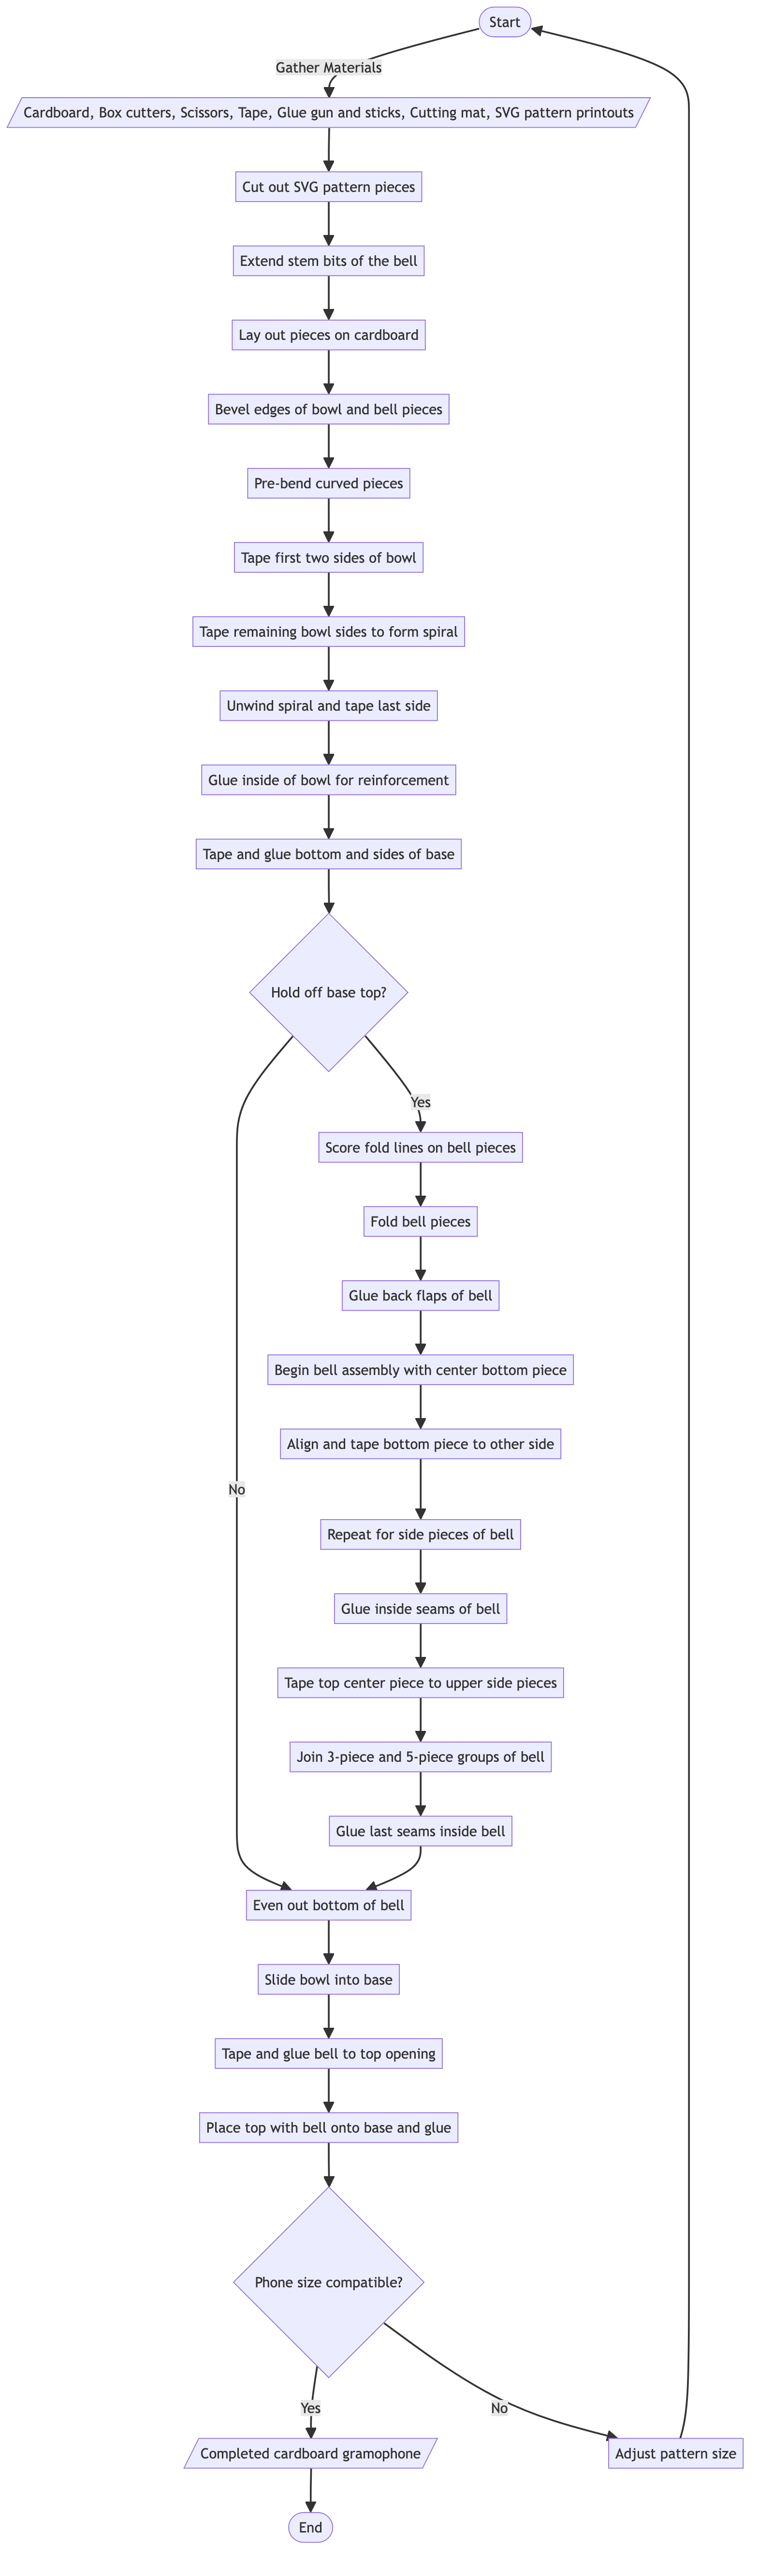 Start
Gather Materials
Cardboard, Box cutters, Scissors, Tape, Glue gun and sticks, Cutting mat, SVG pattern printouts
Cut out SVG pattern pieces
Extend stem bits of the bell
Lay out pieces on cardboard
Bevel edges of bowl and bell pieces
Pre-bend curved pieces
Tape first two sides of bowl
Tape remaining bowl sides to form spiral
Unwind spiral and tape last side
Glue inside of bowl for reinforcement
Tape and glue bottom and sides of base
Hold off base top?
Yes
Score fold lines on bell pieces
Fold bell pieces
Glue back flaps of bell
Begin bell assembly with center bottom piece
Align and tape bottom piece to other side
No
Repeat for side pieces of bell
Glue inside seams of bell
Tape top center piece to upper side pieces
Join 3-piece and 5-piece groups of bell
Glue last seams inside bell
Even out bottom of bell
Slide bowl into base
Tape and glue bell to top opening
Place top with bell onto base and glue
Phone size compatible?
Yes
No
Completed cardboard gramophone
Adjust pattern size
End